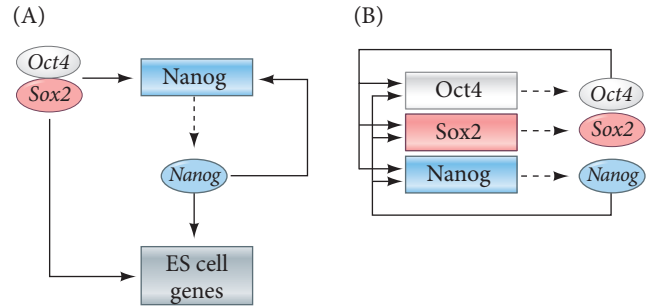 (A)
Oct4
Sox2
Nanog
Nanog
ES cell
genes
(B)
Oct4
Oct4
Sox2
Sox2
Nanog
Nanog